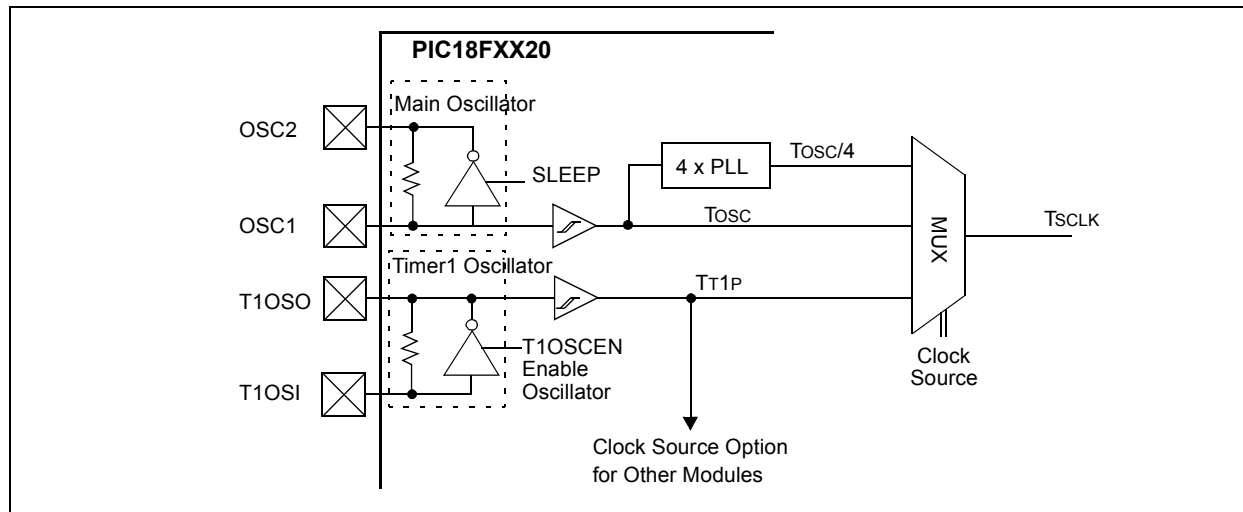 PIC18FXX20
Main Oscillator
OSC2
SLEEP
4 x PLL
TOSC/4
OSC1
TOSC
MUX
TSCLK
Timer1 Oscillator
T1OSO
TT1P
T1OSCEN
Enable
Oscillator
T1OSI
Clock
Source
Clock Source Option
for Other Modules